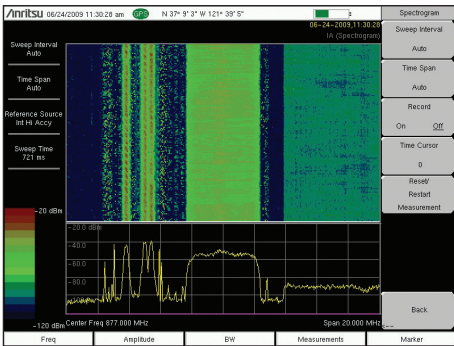 Anritsu 06/24/2009 11:30:28 am GPS N 37° 9' 3" W 121° 39' 5"
Spectrogram
06-24-2009,11:30:20
IA (Spectrogram)
Sweep Interval
Auto
Time Span
Auto
Reference Source
Int Hi Accy
Sweep Time
721 ms
-20 dBm
-120 dBm
-20.0 dBm
-40.0
-60.0
-80.0
Center Freq 877.000 MHz
Span 20.000 MHz
Sweep Interval
Auto
Time Span
Auto
Record
On Off
Time Cursor
0
Reset/
Restart
Measurement
Back
Freq
Amplitude
BW
Measurements
Marker